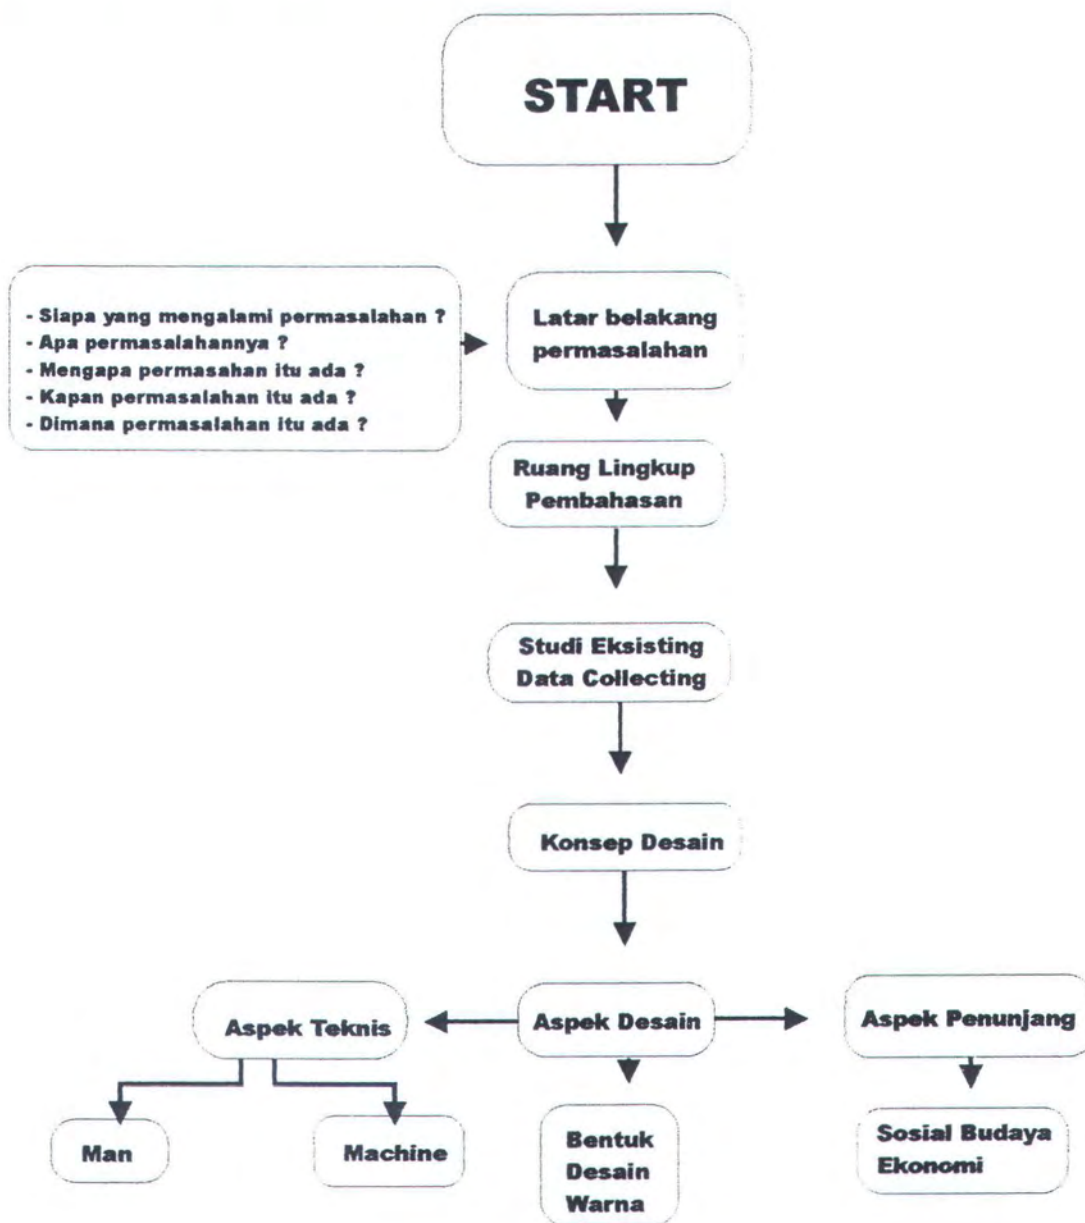 START
- Siapa yang mengalami permasalahan ?
- Apa permasalahannya ?
- Mengapa permasahan itu ada ?
- Kapan permasalahan itu ada ?
- Dimana permasalahan itu ada ?
Latar belakang
permasalahan
Ruang Lingkup
Pembahasan
Studi Eksisting
Data Collecting
Konsep Desain
Aspek Teknis
Aspek Desain
Aspek Penunjang
Man
Machine
Bentuk
Desain
Warna
Sosial Budaya
Ekonomi